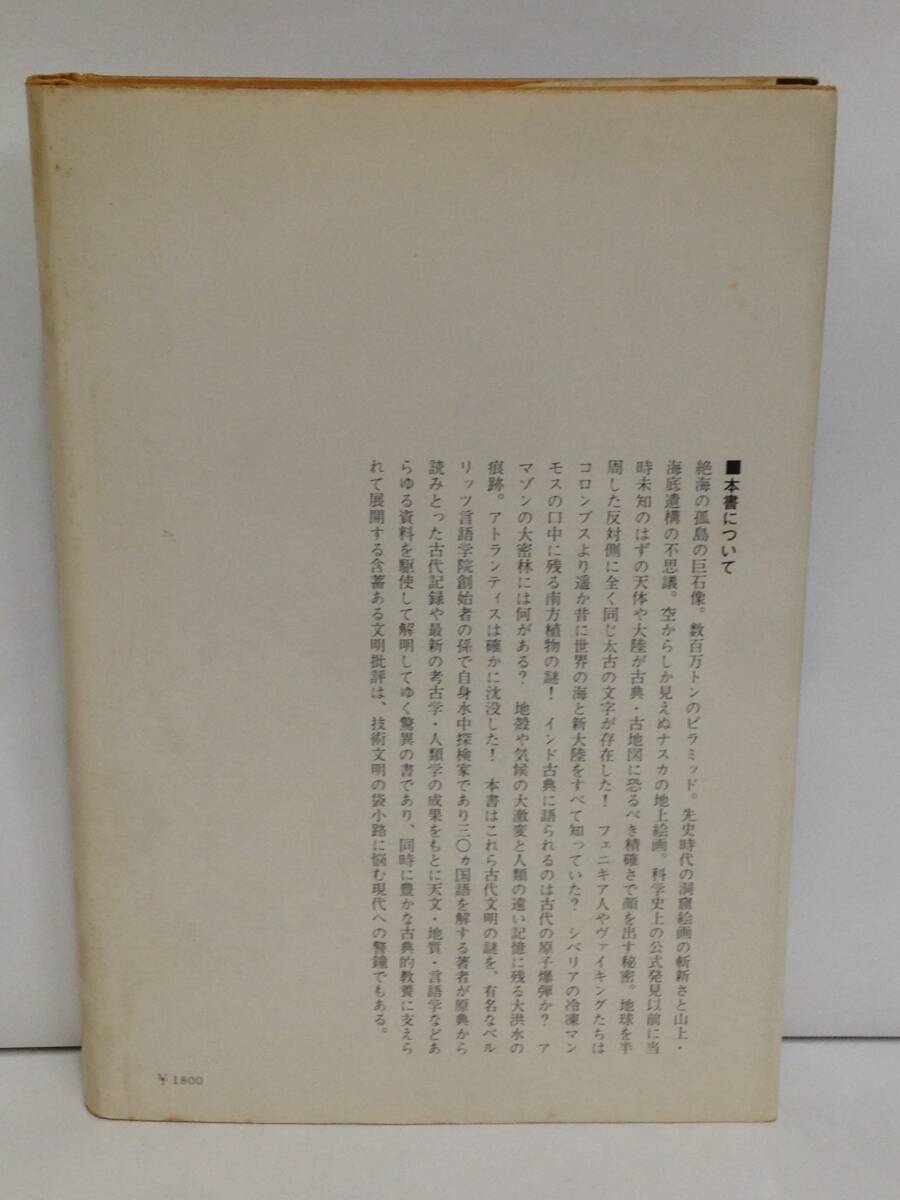 ■本書について
絶海の孤島の巨石像。数百万トンのピラミッド。先史時代の洞窟絵画の斬新さと山上・
海底遺構の不思議。空からしか見えぬナスカの地上絵画。科学史上の公式発見以前に当
時未知のはずの天体や大陸が古典・古地図に恐るべき精確さで顔を出す秘密。地球を半
周した反対側に全く同じ太古の文字が存在した！　フェニキア人やヴァイキングたちは
コロンブスより遥か昔に世界の海と新大陸をすべて知っていた？　シベリアの冷凍マン
モスの口中に残る南方植物の謎！　インド古典に語られるのは古代の原子爆弾か？　ア
マゾンの大密林には何がある？　地殻や気候の大激変と人類の遠い記憶に残る大洪水の
痕跡。アトランティスは確かに沈没した！　本書はこれら古代文明の謎を、有名なベル
リッツ言語学院創始者の孫で自身水中探検家であり三〇ヵ国語を解する著者が原典から
読みとった古代記録や最新の考古学・人類学の成果をもとに天文・地質・言語学などあ
らゆる資料を駆使して解明してゆく驚異の書であり、同時に豊かな古典的教養に支えら
れて展開する含蓄ある文明批評は、技術文明の袋小路に悩む現代への警鐘でもある。
￥1800